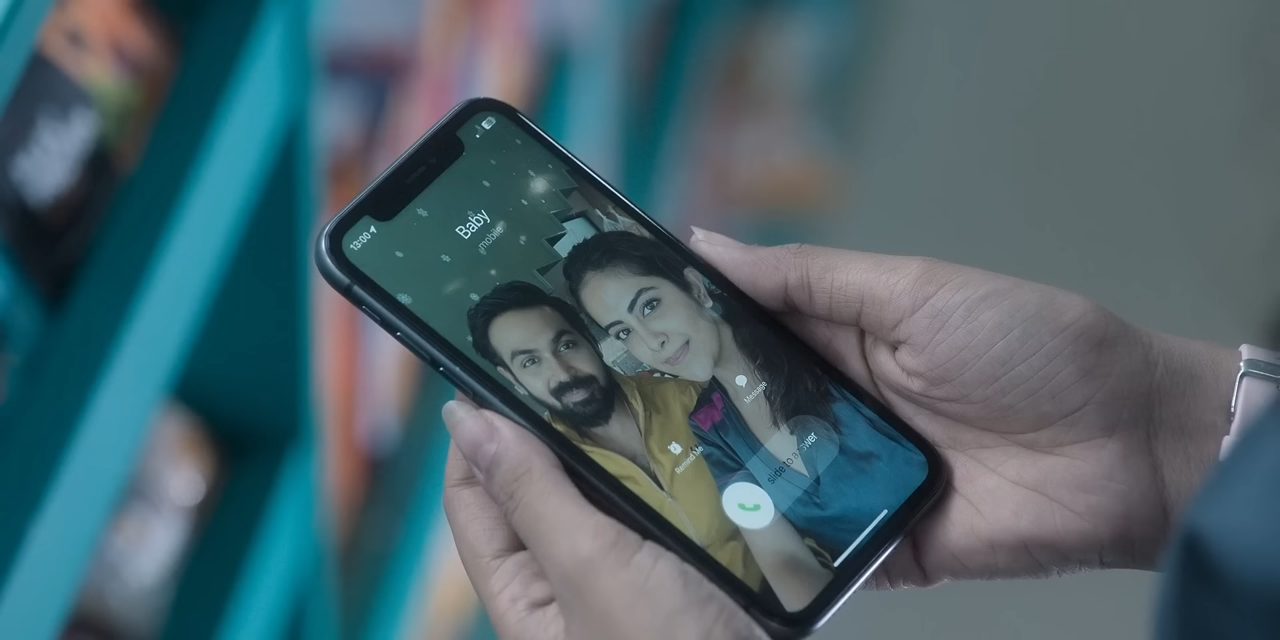 13:00
Baby
mobile
Message
Remind Me
slide to answer